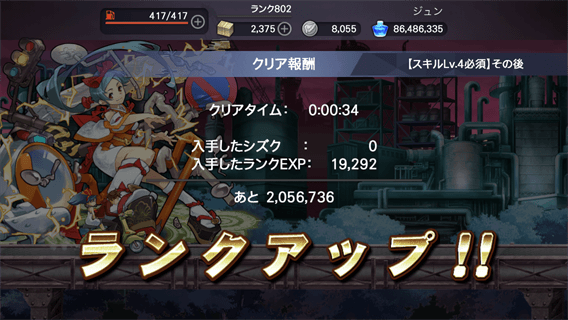 417/417
ランク802
2,375
8,055
ジュン
86,486,335
クリア報酬
【スキルLv.4必須】その後
クリアタイム： 0:00:34
入手したシズク ： 0
入手したランクEXP： 19,292
あと 2,056,736
ランクアップ!!